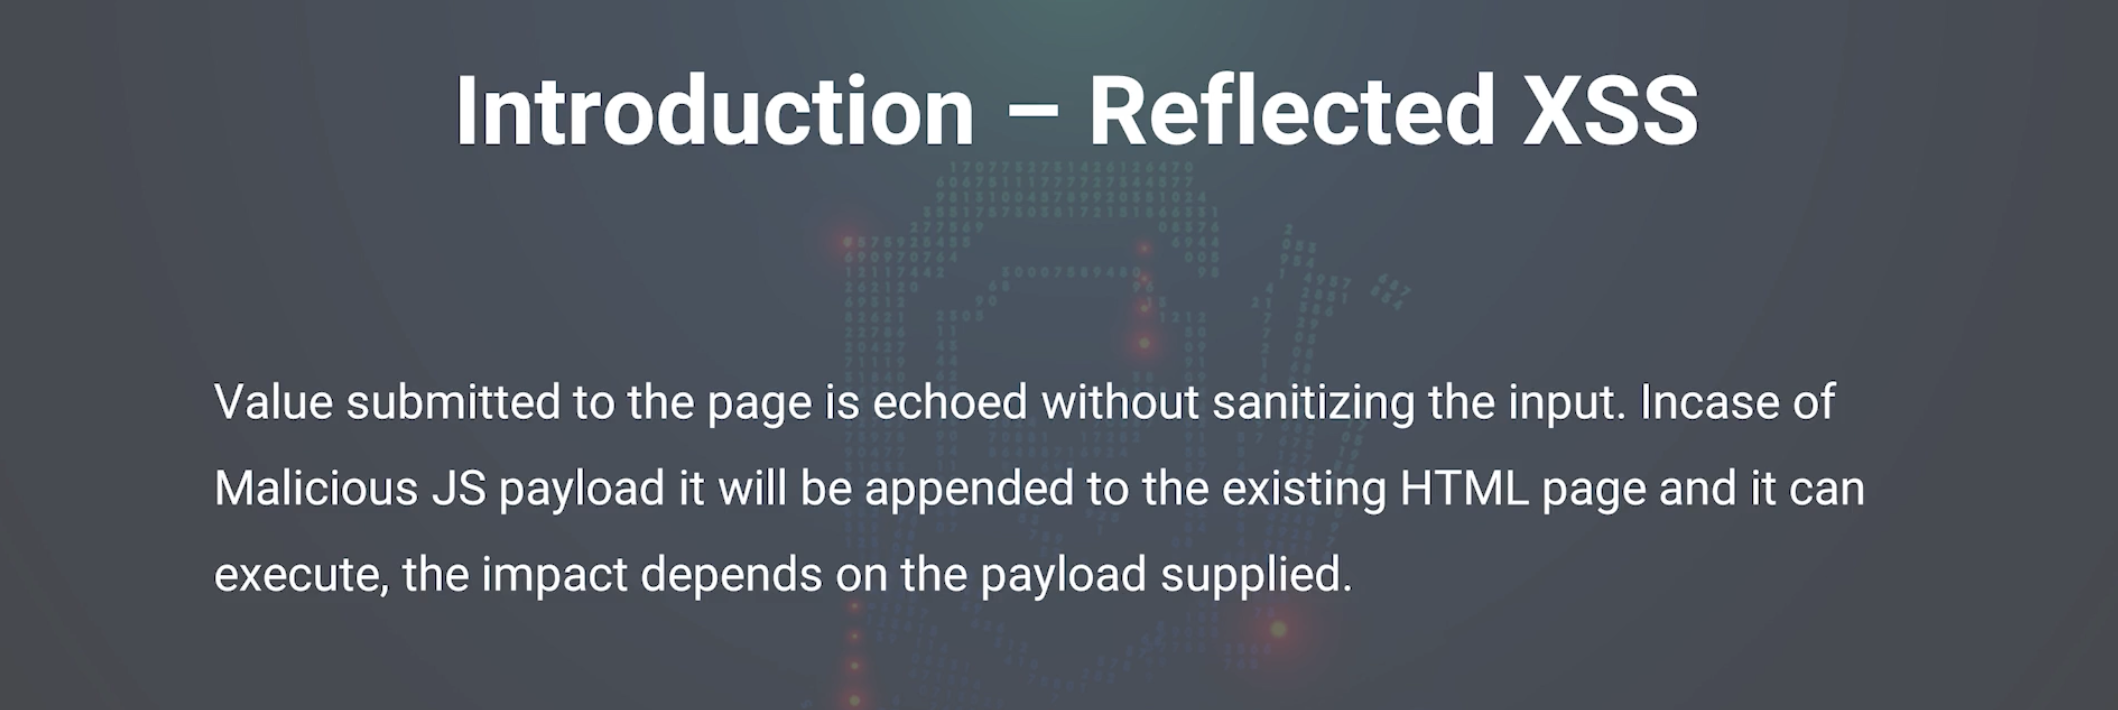 Introduction – Reflected XSS
Value submitted to the page is echoed without sanitizing the input. Incase of
Malicious JS payload it will be appended to the existing HTML page and it can
execute, the impact depends on the payload supplied.